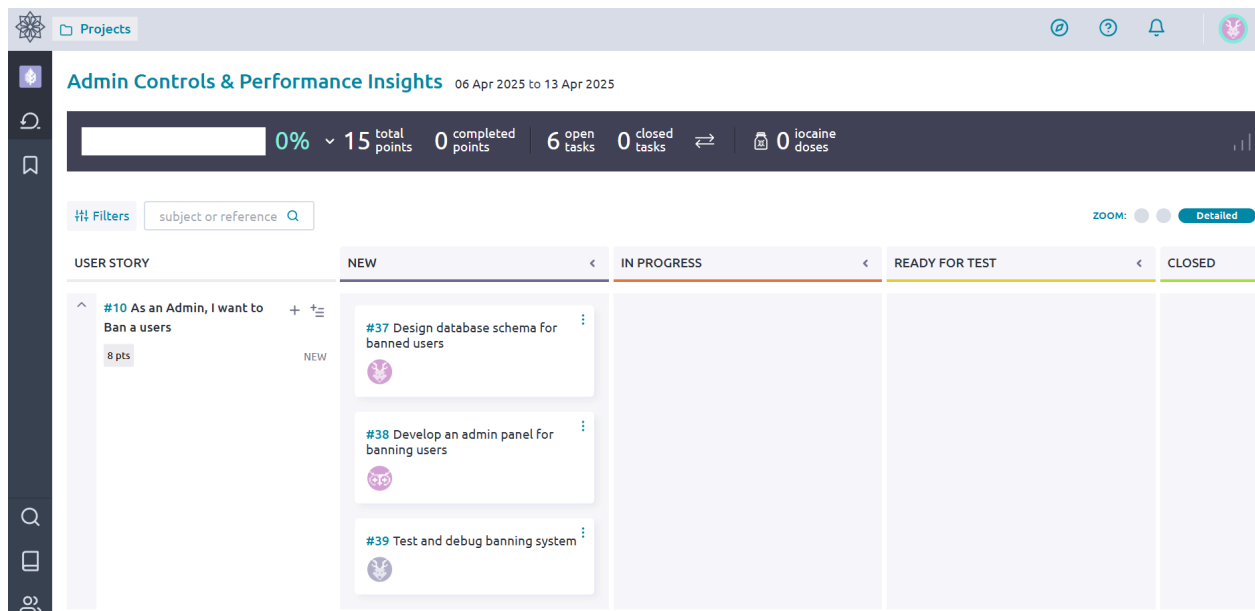 Projects
Admin Controls & Performance Insights 06 Apr 2025 to 13 Apr 2025
0% 15 total points 0 completed points 6 open tasks 0 closed tasks 0 iocaine doses
Filters subject or reference ZOOM: Detailed
USER STORY NEW IN PROGRESS READY FOR TEST CLOSED
#10 As an Admin, I want to
Ban a users
8 pts NEW
#37 Design database schema for
banned users
#38 Develop an admin panel for
banning users
#39 Test and debug banning system